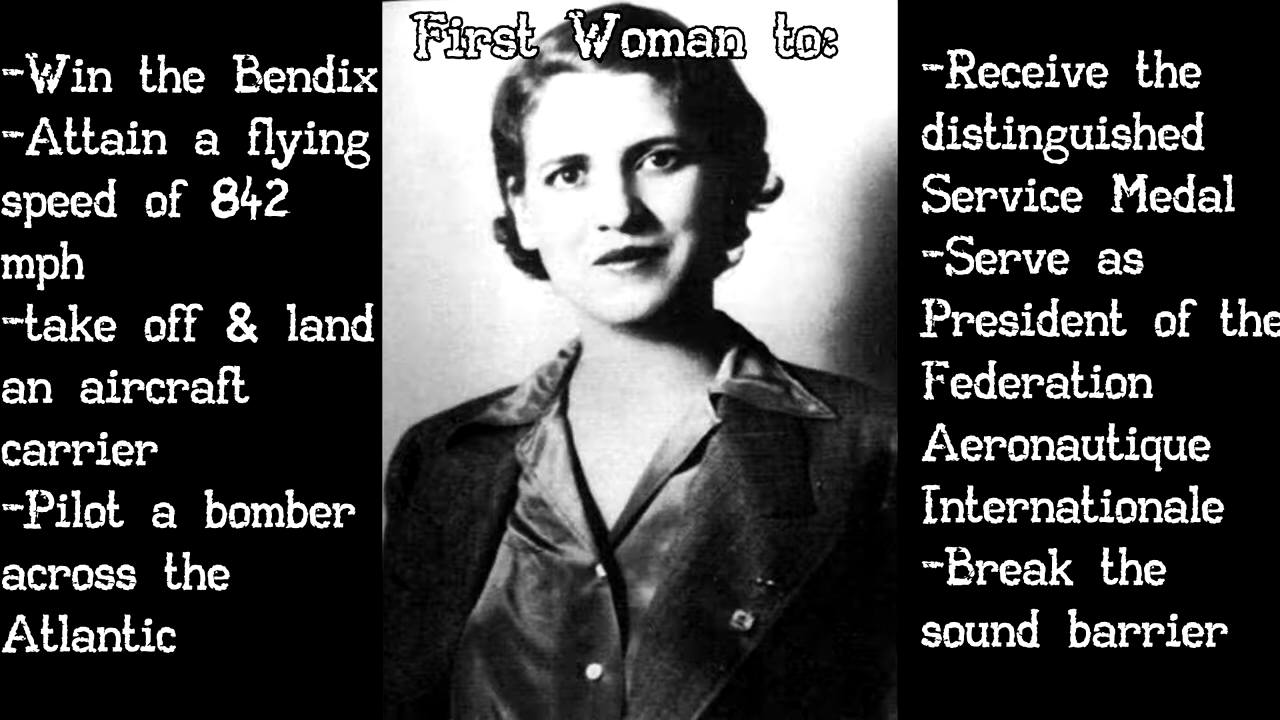 First Woman to:
-Win the Bendix
-Attain a flying
speed of 842
mph
-take off & land
an aircraft
carrier
-Pilot a bomber
across the
Atlantic
-Receive the
distinguished
Service Medal
-Serve as
President of the
Federation
Aeronautique
Internationale
-Break the
sound barrier